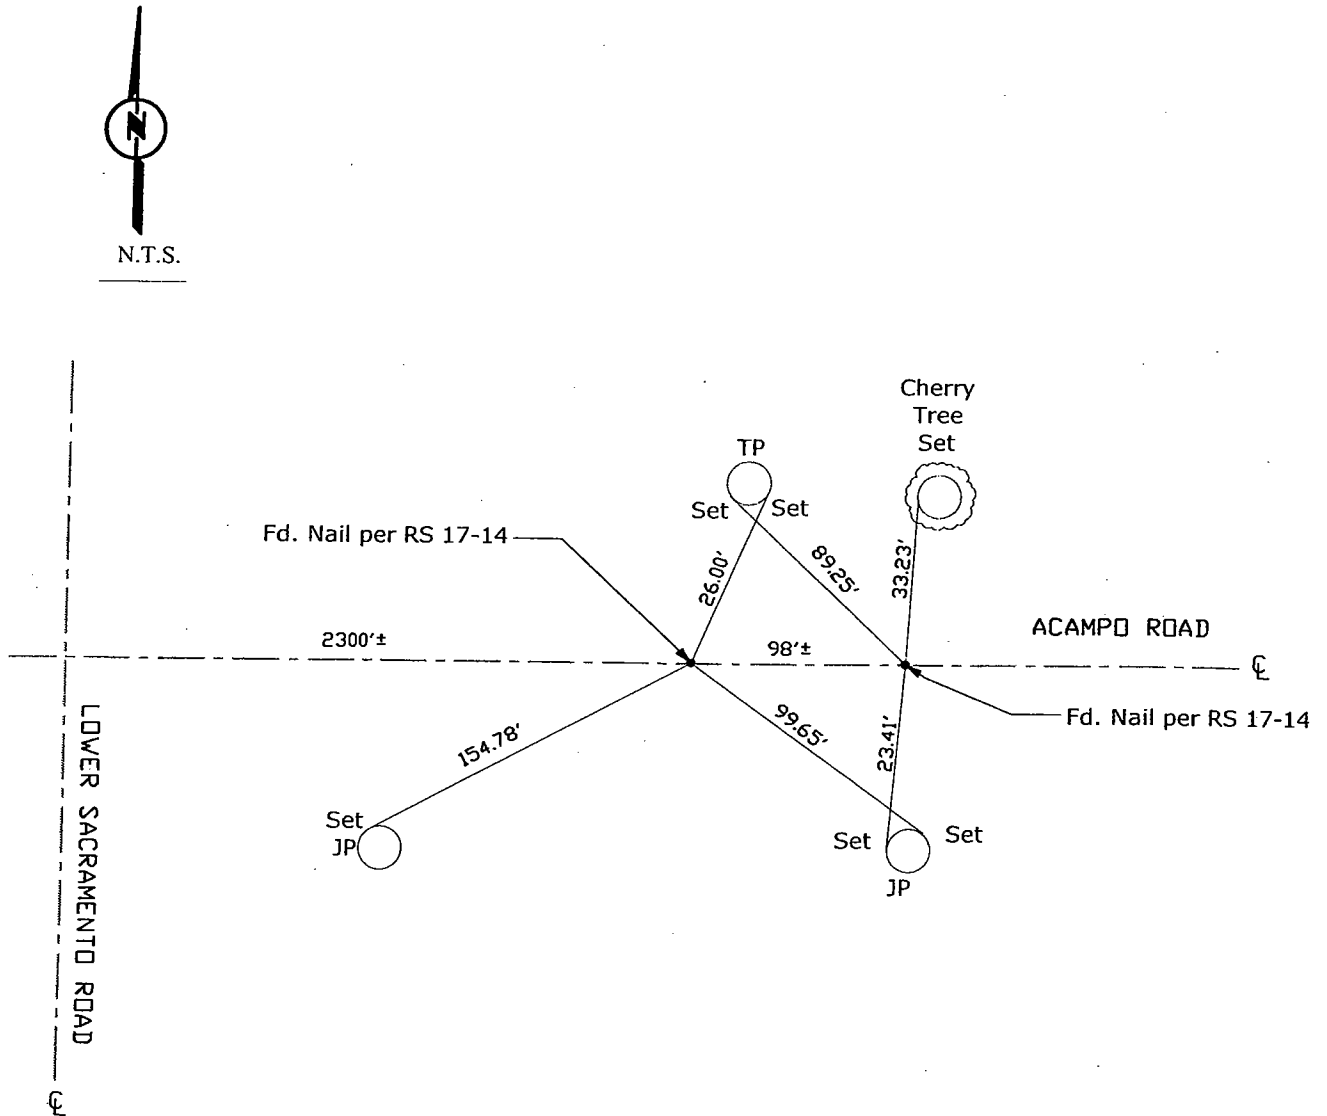 N
N.T.S.
Cherry
Tree
Set
TP
Set
Set
Fd. Nail per RS 17-14
26.00'
89.25'
33.23'
2300'±
98'±
ACAMPO ROAD
℄
Fd. Nail per RS 17-14
154.78'
99.65'
23.41'
Set
JP
Set
Set
JP
LOWER SACRAMENTO ROAD
℄